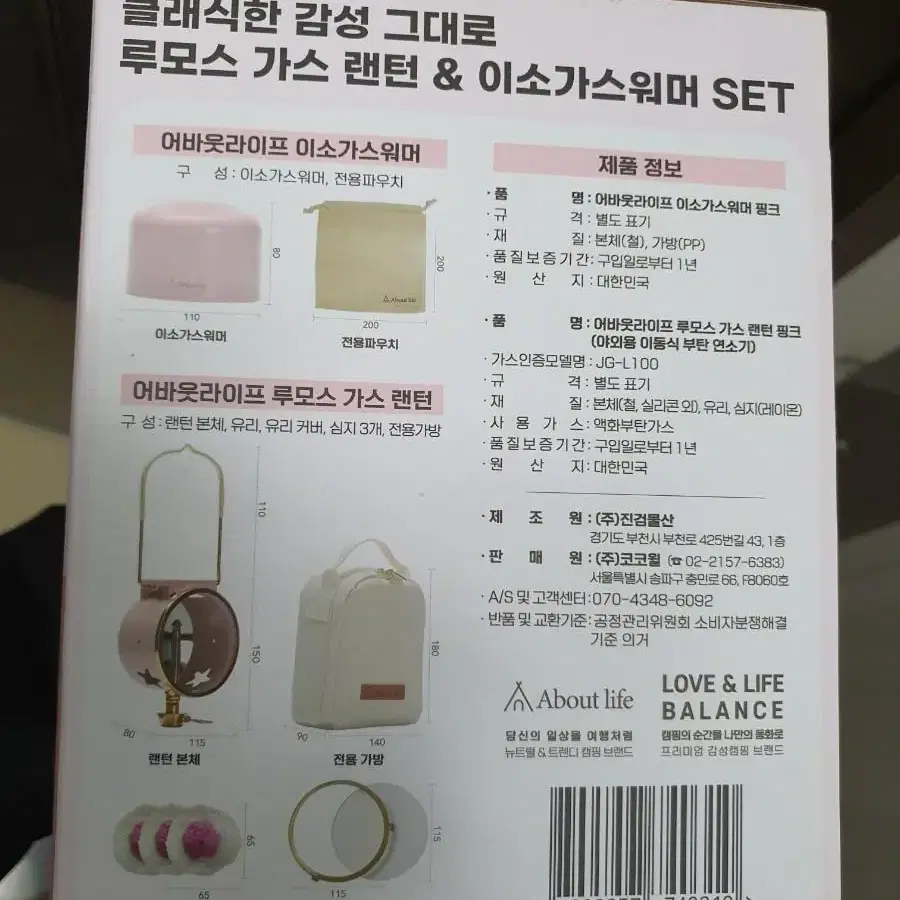 클래식한 감성 그대로
루모스 가스 랜턴 & 이소가스워머 SET
어바웃라이프 이소가스워머
구 성 : 이소가스워머, 전용파우치
80
200
About life
About life
110
200
이소가스워머
전용파우치
어바웃라이프 루모스 가스 랜턴
구 성 : 랜턴 본체, 유리, 유리 커버, 심지 3개, 전용가방
110
150
180
80
115
90
140
랜턴 본체
전용 가방
65
115
65
115
제품 정보
· 품 명 : 어바웃라이프 이소가스워머 핑크
· 규 격 : 별도 표기
· 재 질 : 본체(철), 가방(PP)
· 품질보증기간 : 구입일로부터 1년
· 원 산 지 : 대한민국
· 품 명 : 어바웃라이프 루모스 가스 랜턴 핑크
(야외용 이동식 부탄 연소기)
· 가스인증모델명 : JG-L100
· 규 격 : 별도 표기
· 재 질 : 본체(철, 실리콘 외), 유리, 심지(레이온)
· 사 용 가 스 : 액화부탄가스
· 품질보증기간 : 구입일로부터 1년
· 원 산 지 : 대한민국
· 제 조 원 : (주)진검물산
경기도 부천시 부천로 425번길 43, 1층
· 판 매 원 : (주)코코월 (☎ 02-2157-6383)
서울특별시 송파구 충민로 66, F8060호
· A/S 및 고객센터 : 070-4348-6092
· 반품 및 교환기준 : 공정관리위원회 소비자분쟁해결
기준 의거
About life
당신의 일상을 여행처럼
뉴트럴 & 트렌디 캠핑 브랜드
LOVE & LIFE
BALANCE
캠핑의 순간을 나만의 동화로
프리미엄 감성캠핑 브랜드